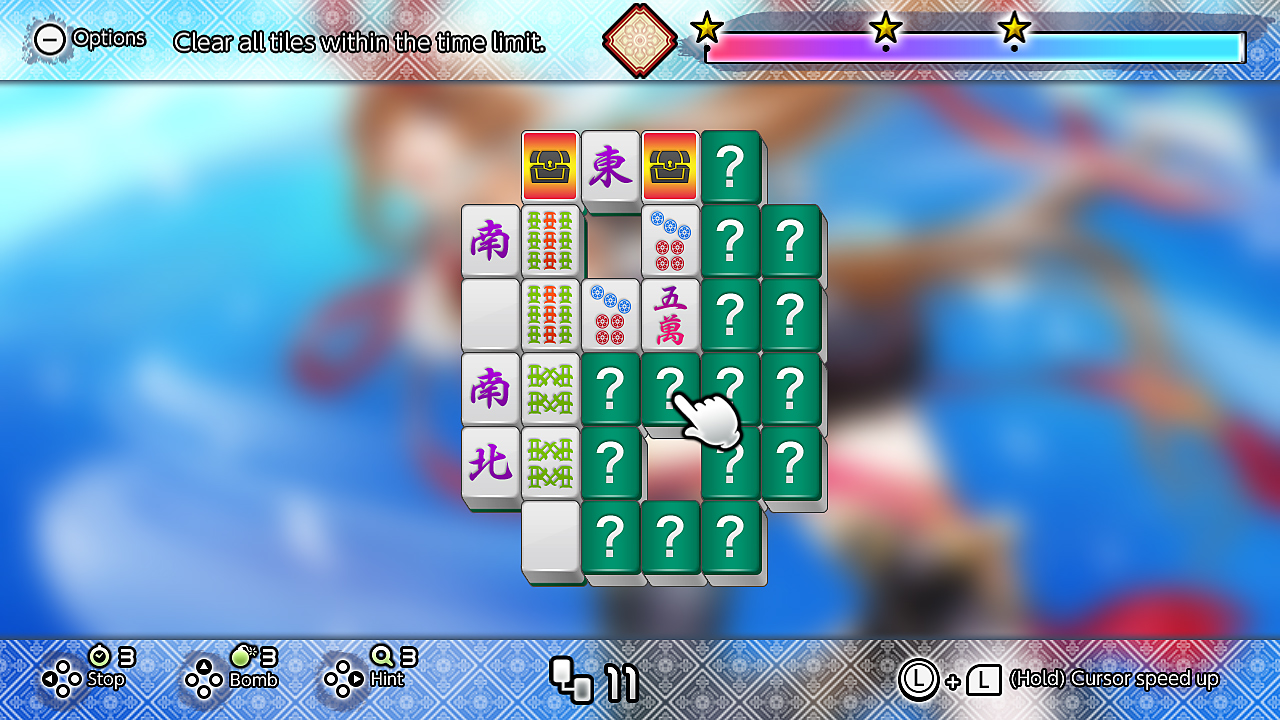 Options
Clear all tiles within the time limit.
東 ?
南 ? ?
五萬 ? ?
南 ? ? ? ?
北 ? ? ?
? ? ?
3 Stop
3 Bomb
3 Hint
11
L + L (Hold) Cursor speed up